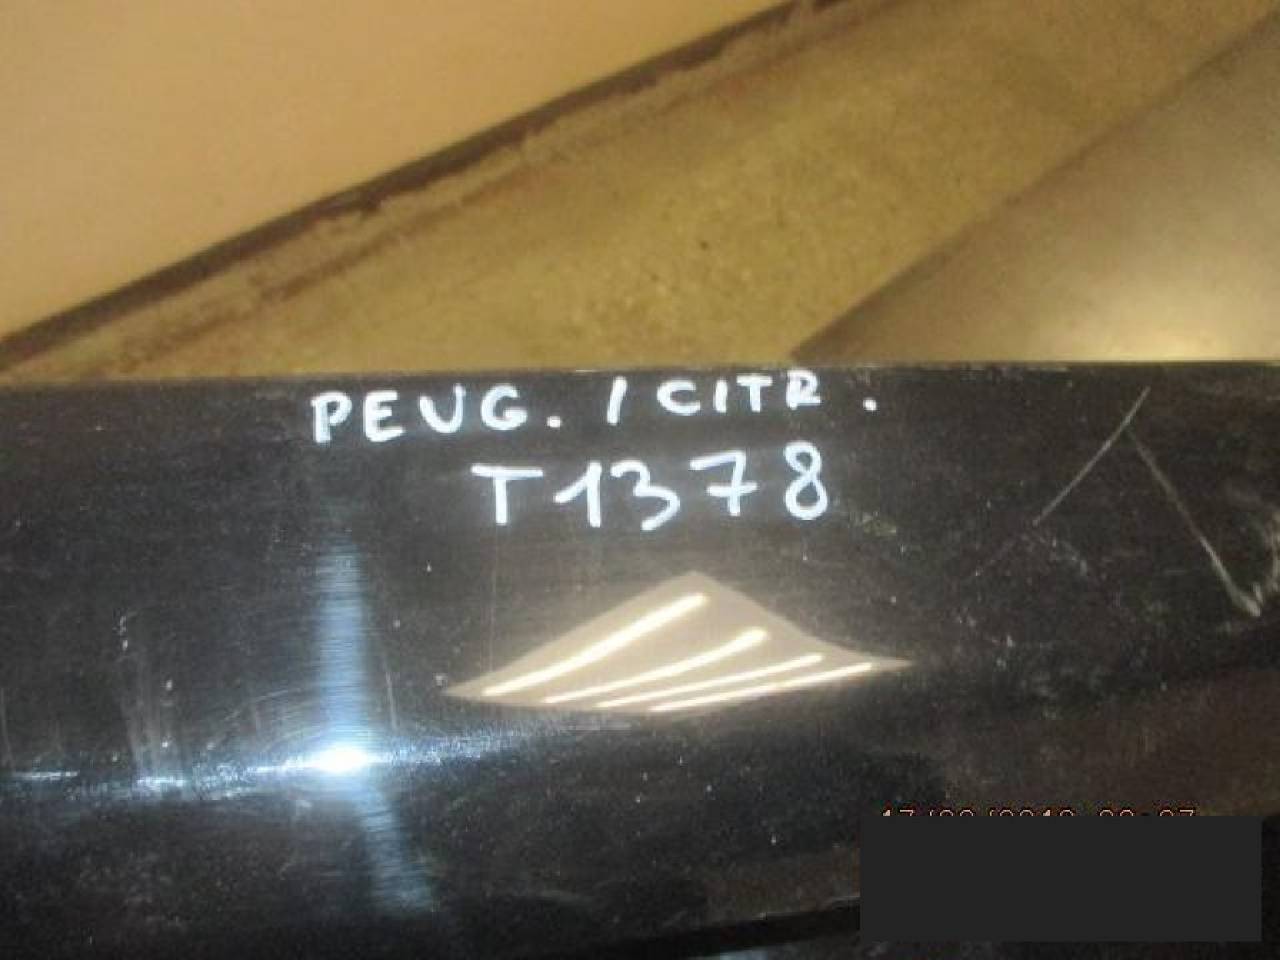 PEUG. / CITR.
T1378